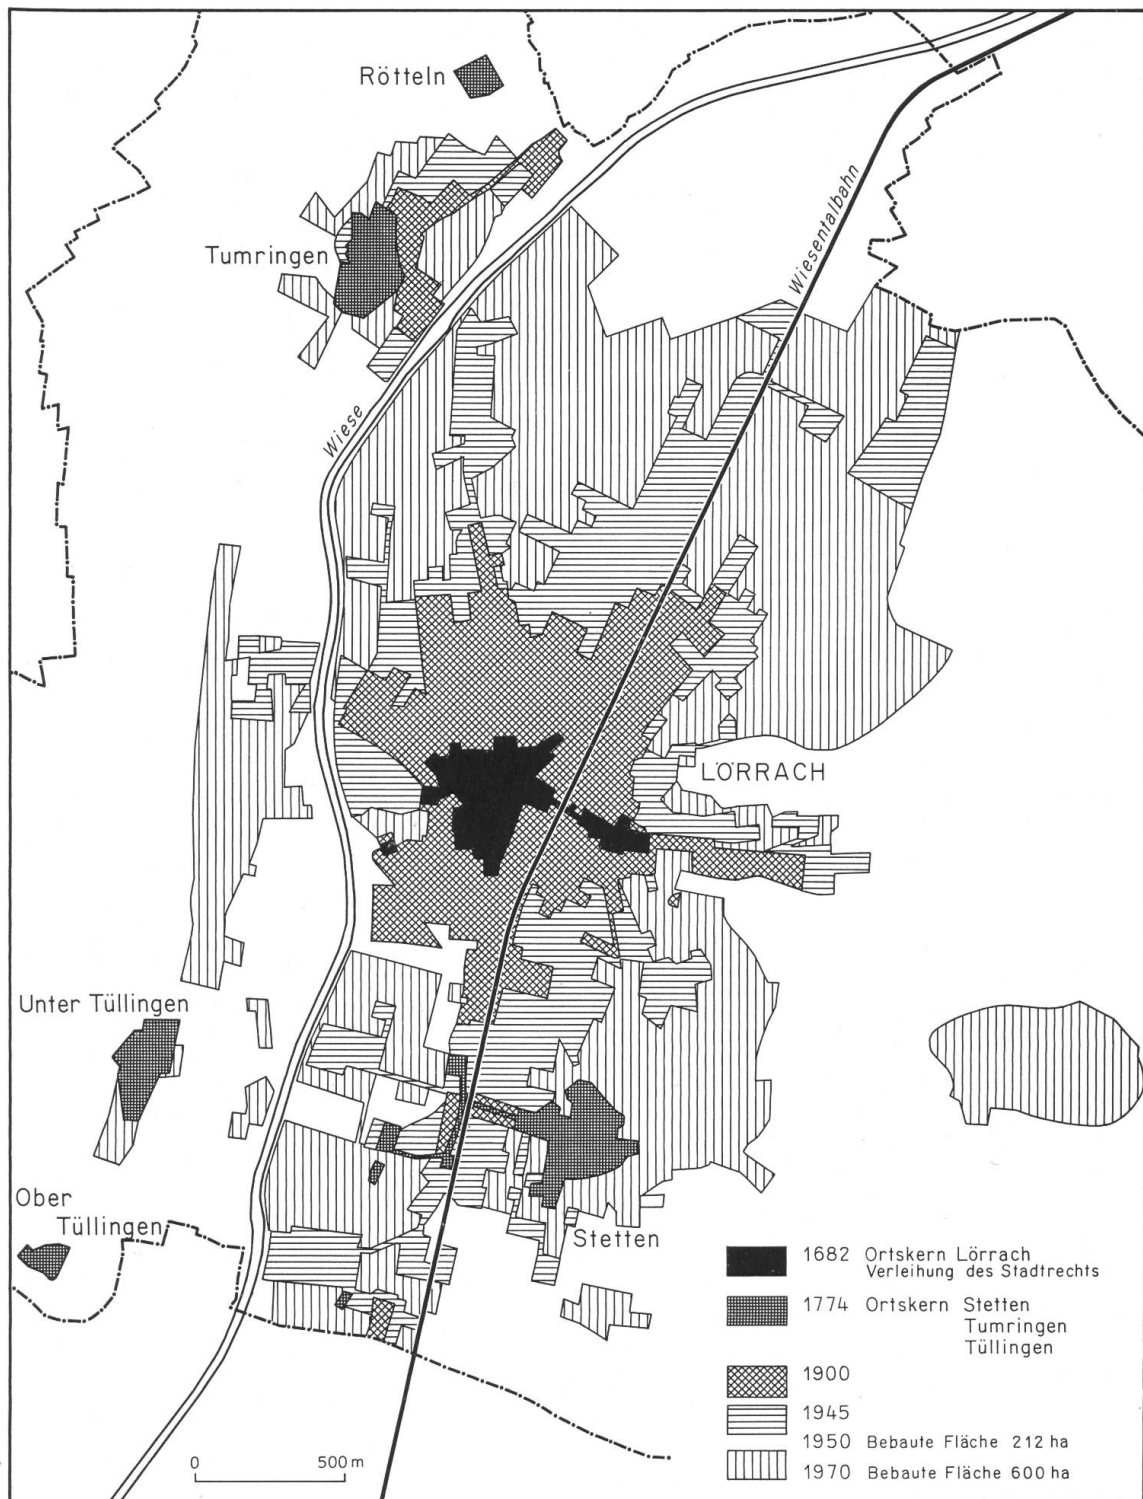 Rötteln
Tumringen
Wiesentalbahn
Wiese
LÖRRACH
Unter Tüllingen
Ober
Tüllingen
Stetten
1682 Ortskern Lörrach
Verleihung des Stadtrechts
1774 Ortskern Stetten
Tumringen
Tüllingen
1900
1945
1950 Bebaute Fläche 212 ha
1970 Bebaute Fläche 600 ha
0 500 m